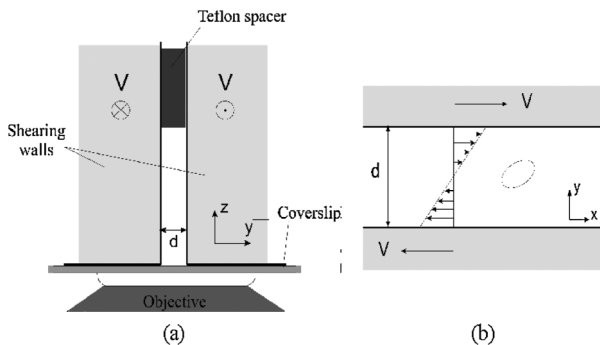 Teflon spacer
V
V
Shearing
walls
z
y
d
Coverslip
Objective
(a)
V
d
y
x
V
(b)